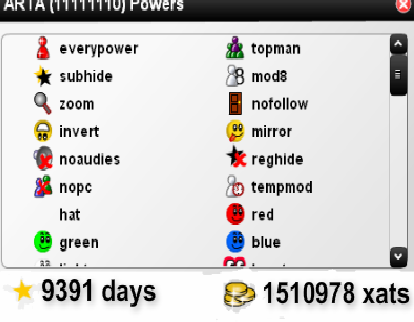 ARTA (11111110) Powers
everypower topman
subhide mod8
zoom nofollow
invert mirror
noaudies reghide
nopc tempmod
hat red
green blue
9391 days 1510978 xats